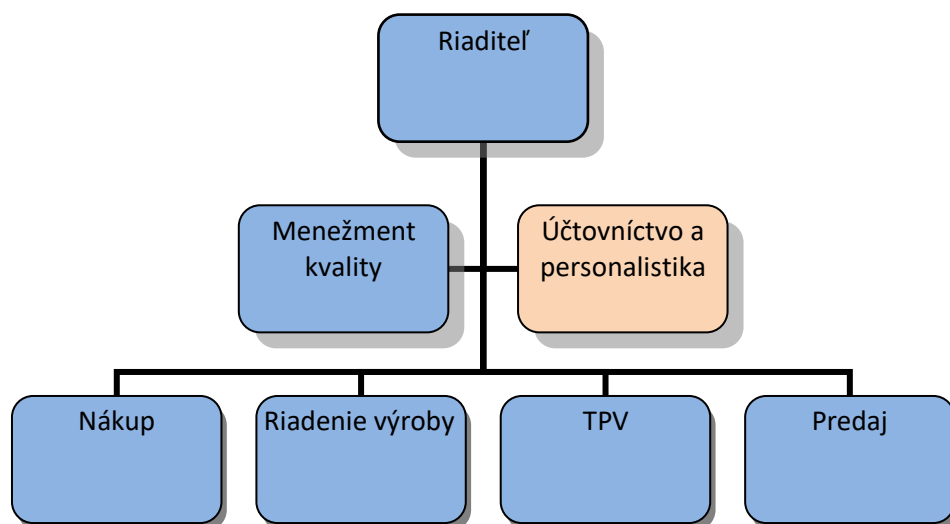 Riaditeľ
Menežment
kvality
Účtovníctvo a
personalistika
Nákup
Riadenie výroby
TPV
Predaj